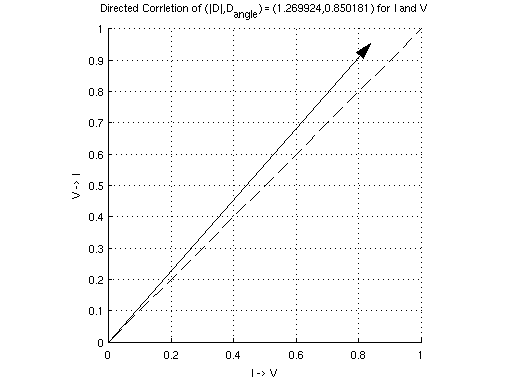 Directed Corrletion of (|D|,D_angle) = (1.269924,0.850181) for I and V
1
0.9
0.8
0.7
0.6
0.5
0.4
0.3
0.2
0.1
0
V -> I
0 0.2 0.4 0.6 0.8 1
I -> V